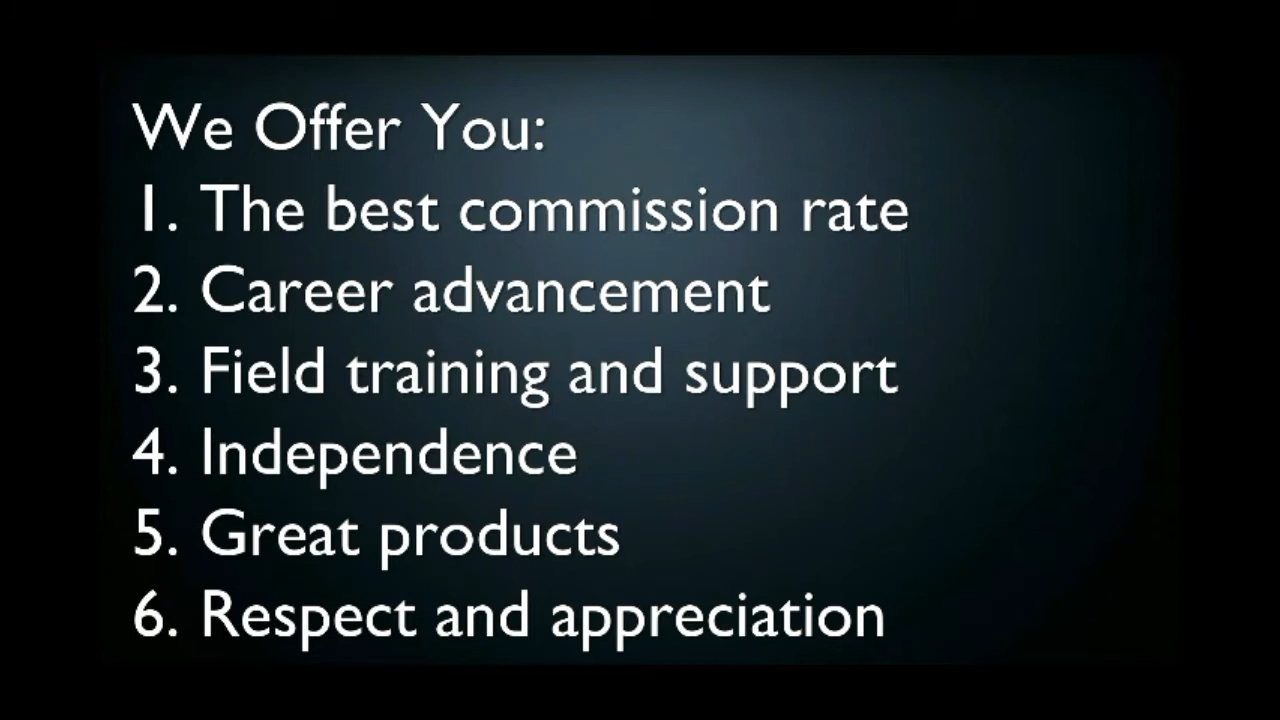 We Offer You:
1. The best commission rate
2. Career advancement
3. Field training and support
4. Independence
5. Great products
6. Respect and appreciation